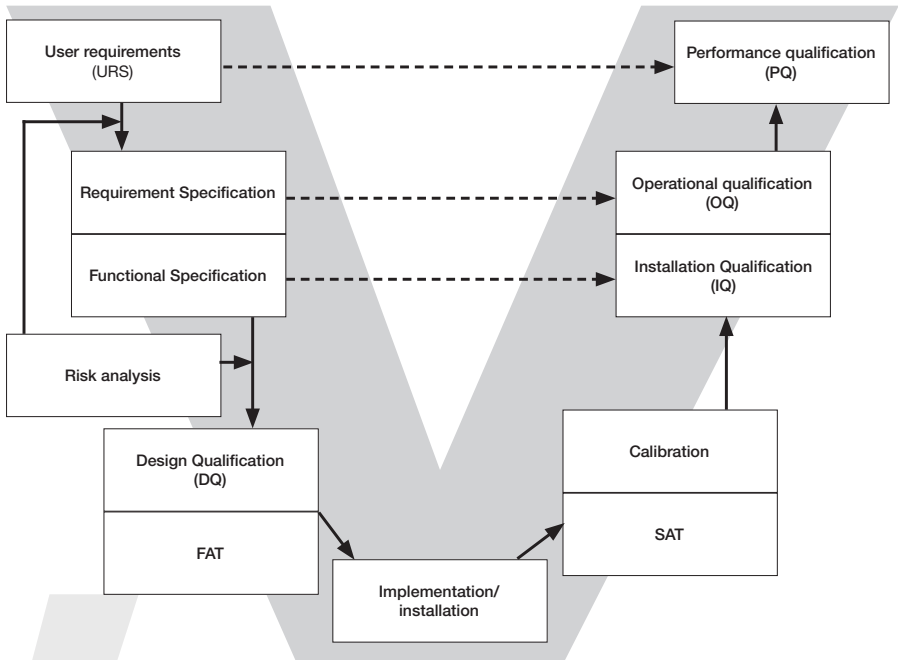 User requirements
(URS)
Performance qualification
(PQ)
Requirement Specification
Operational qualification
(OQ)
Functional Specification
Installation Qualification
(IQ)
Risk analysis
Design Qualification
(DQ)
Calibration
FAT
SAT
Implementation/
installation